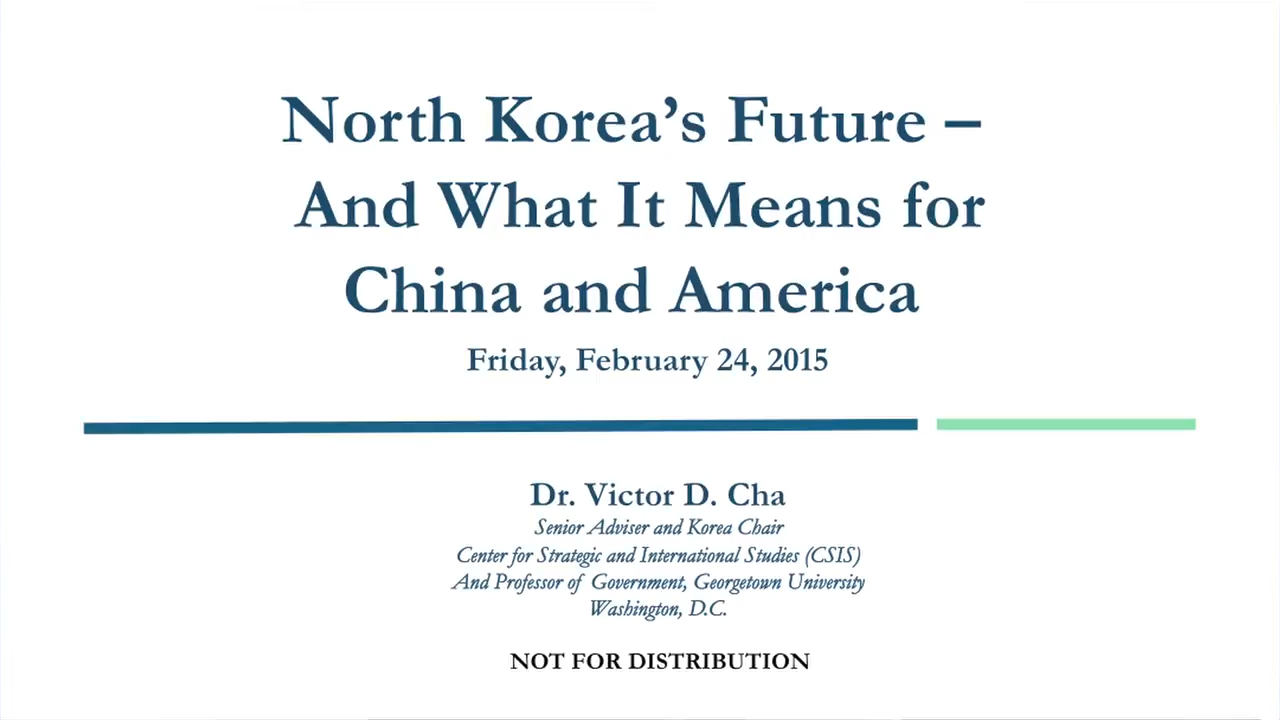 North Korea’s Future –
And What It Means for
China and America
Friday, February 24, 2015
Dr. Victor D. Cha
Senior Adviser and Korea Chair
Center for Strategic and International Studies (CSIS)
And Professor of Government, Georgetown University
Washington, D.C.
NOT FOR DISTRIBUTION